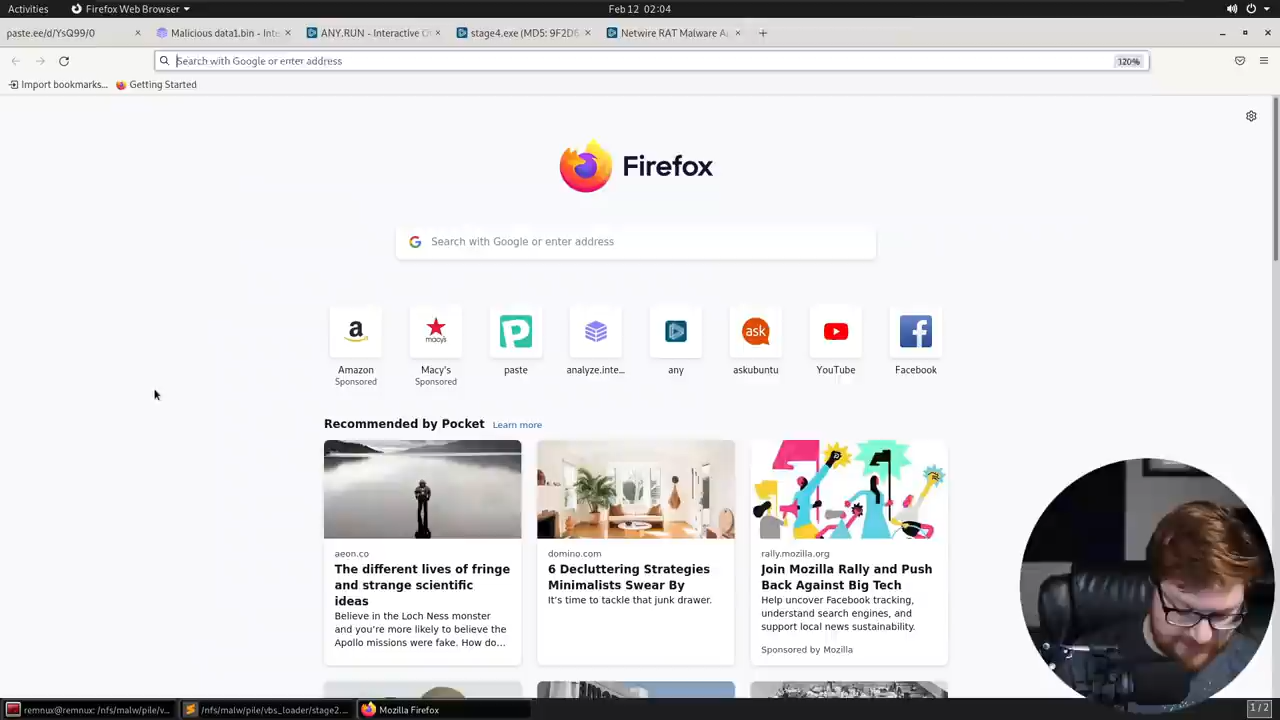 Activities
Firefox Web Browser
Feb 12 02:04
paste.ee/d/YsQ99/0
Malicious data1.bin - Inte
ANY.RUN - Interactive O
stage4.exe (MD5: 9F2D6
Netwire RAT Malware A
Search with Google or enter address
120%
Import bookmarks...
Getting Started
Firefox
Search with Google or enter address
a
macys
ask
Amazon
Macy's
paste
analyze.inte...
any
askubuntu
YouTube
Facebook
Sponsored
Sponsored
Recommended by Pocket
Learn more
aeon.co
The different lives of fringe
and strange scientific
ideas
Believe in the Loch Ness monster
and you're more likely to believe the
Apollo missions were fake. How do...
domino.com
6 Decluttering Strategies
Minimalists Swear By
It's time to tackle that junk drawer.
rally.mozilla.org
Join Mozilla Rally and Push
Back Against Big Tech
Help uncover Facebook tracking,
understand search engines, and
support local news sustainability.
Sponsored by Mozilla
remnux@remnux: /nfs/malw/pile/v...
/nfs/malw/pile/vbs_loader/stage2....
Mozilla Firefox
1 / 2